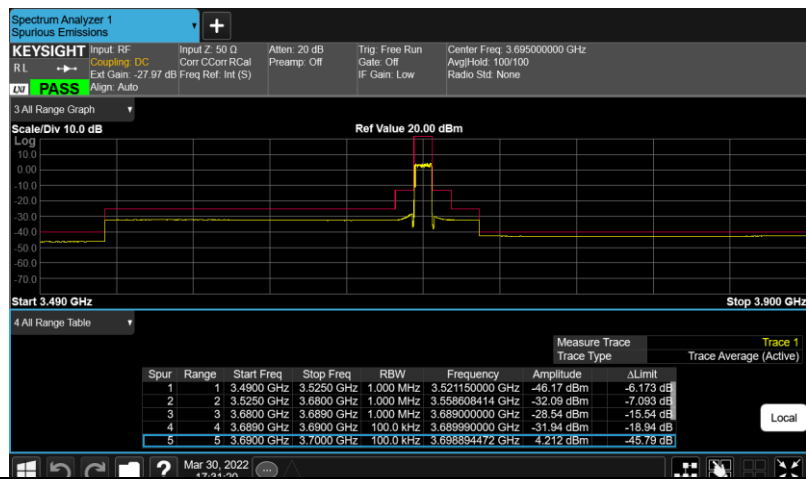 Spectrum Analyzer 1
Spurious Emissions
+
KEYSIGHT Input: RF Input Z: 50 Ω Atten: 20 dB Trig: Free Run Center Freq: 3.695000000 GHz
RL Coupling: DC Corr CCorr RCal Preamp: Off Gate: Off Avg|Hold: 100/100
Ext Gain: -27.97 dB Freq Ref: Int (S) IF Gain: Low Radio Std: None
LXI PASS Align: Auto
3 All Range Graph
Scale/Div 10.0 dB Ref Value 20.00 dBm
Log
10.0
0.00
-10.0
-20.0
-30.0
-40.0
-50.0
-60.0
-70.0
Start 3.490 GHz Stop 3.900 GHz
4 All Range Table
Measure Trace Trace 1
Trace Type Trace Average (Active)
Spur Range Start Freq Stop Freq RBW Frequency Amplitude ΔLimit
1 1 3.4900 GHz 3.5250 GHz 1.000 MHz 3.521150000 GHz -46.17 dBm -6.173 dB
2 2 3.5250 GHz 3.6800 GHz 1.000 MHz 3.558608414 GHz -32.09 dBm -7.093 dB
3 3 3.6800 GHz 3.6890 GHz 1.000 MHz 3.689000000 GHz -28.54 dBm -15.54 dB
4 4 3.6890 GHz 3.6900 GHz 100.0 kHz 3.689990000 GHz -31.94 dBm -18.94 dB
5 5 3.6900 GHz 3.7000 GHz 100.0 kHz 3.698894472 GHz 4.212 dBm -45.79 dB
Local
? Mar 30, 2022